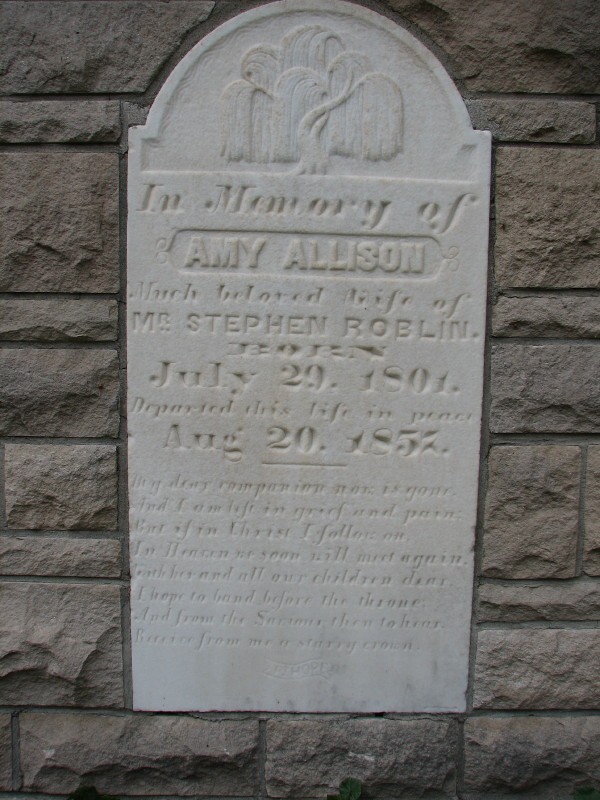 In Memory of
AMY ALLISON
Much beloved Wife of
Mr STEPHEN ROBLIN.
BORN
July 29. 1801.
Departed this life in peace
Aug 20. 1857.
My dear companion now is gone,
And I am left in grief and pain:
But if in Christ I follow on,
In Heaven we soon will meet again.
With her and all our children dear
I hope to band before the throne;
And from the Saviour then to hear,
Receive from me a starry crown.